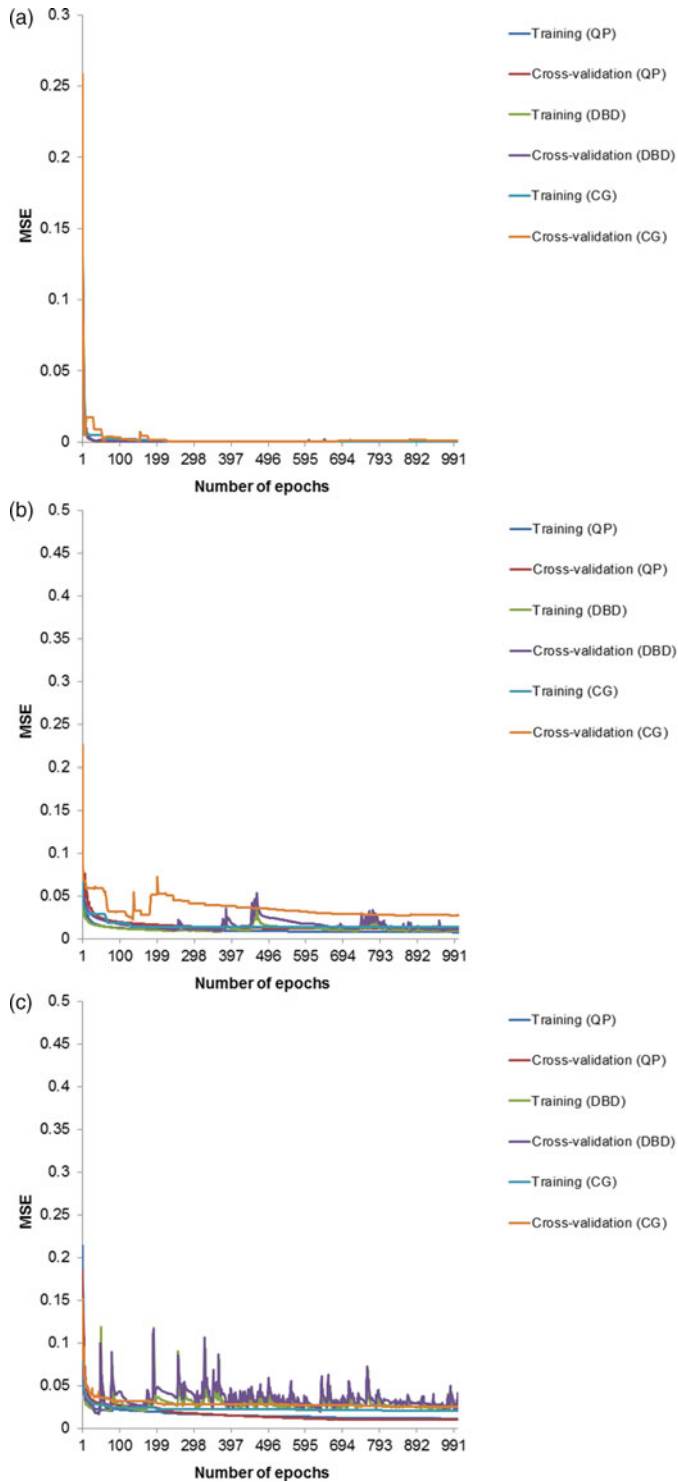 (a)
0.3
0.25
0.2
0.15
0.1
0.05
0
MSE
1 100 199 298 397 496 595 694 793 892 991
Number of epochs
Training (QP)
Cross-validation (QP)
Training (DBD)
Cross-validation (DBD)
Training (CG)
Cross-validation (CG)
(b)
0.5
0.45
0.4
0.35
0.3
0.25
0.2
0.15
0.1
0.05
0
MSE
1 100 199 298 397 496 595 694 793 892 991
Number of epochs
Training (QP)
Cross-validation (QP)
Training (DBD)
Cross-validation (DBD)
Training (CG)
Cross-validation (CG)
(c)
0.5
0.45
0.4
0.35
0.3
0.25
0.2
0.15
0.1
0.05
0
MSE
1 100 199 298 397 496 595 694 793 892 991
Number of epochs
Training (QP)
Cross-validation (QP)
Training (DBD)
Cross-validation (DBD)
Training (CG)
Cross-validation (CG)